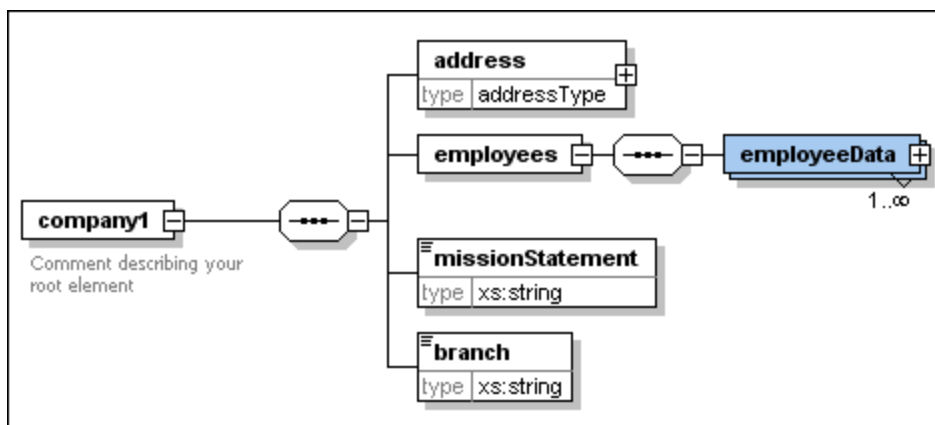 address
type addressType
employees
employeeData
1..∞
company1
Comment describing your
root element
missionStatement
type xs:string
branch
type xs:string